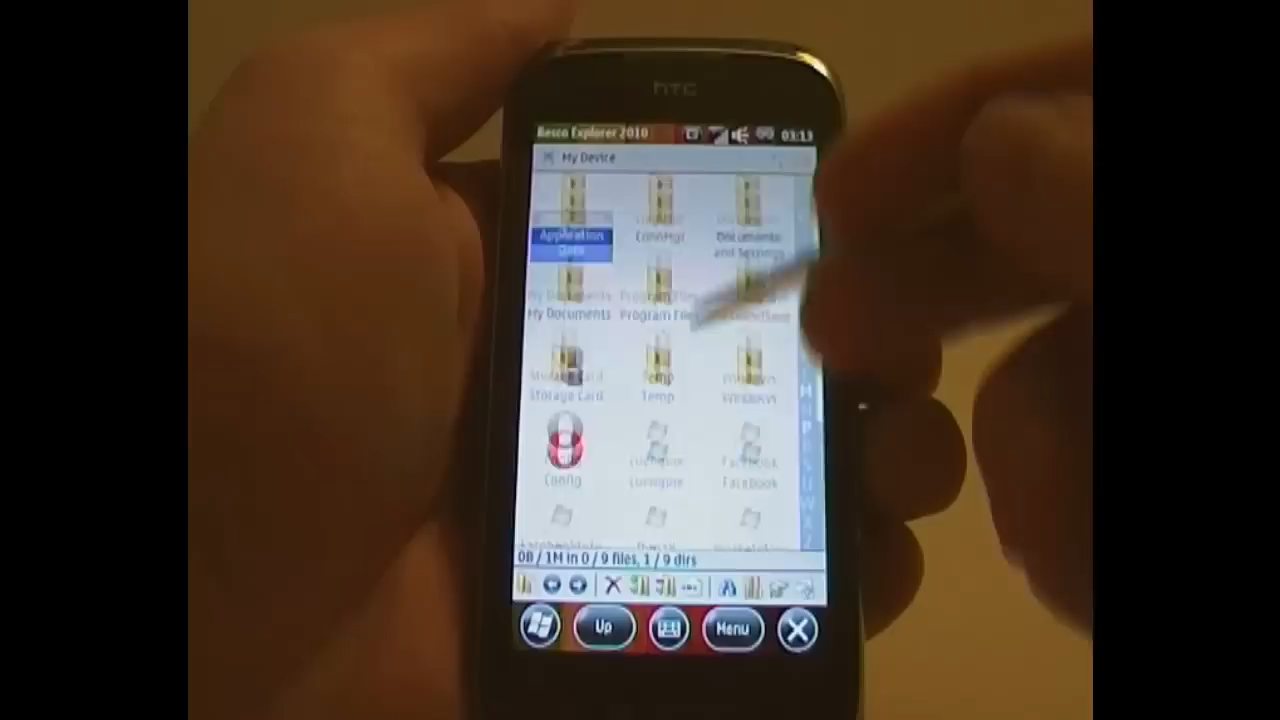 hTC
Resco Explorer 2010 03:13
My Device
Application ConnMgr Documents
Data and Settings
My Documents Program Files
Storage Card Temp Windows
Config Facebook
0B / 1M in 0 / 9 files, 1 / 9 dirs
Up Menu